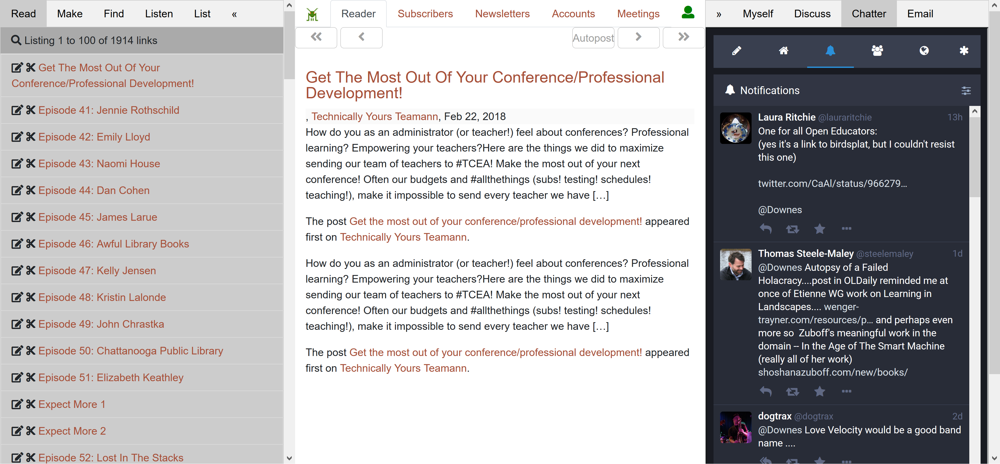 Read Make Find Listen List «
Listing 1 to 100 of 1914 links
Get The Most Out Of Your
Conference/Professional Development!
Episode 41: Jennie Rothschild
Episode 42: Emily Lloyd
Episode 43: Naomi House
Episode 44: Dan Cohen
Episode 45: James Larue
Episode 46: Awful Library Books
Episode 47: Kelly Jensen
Episode 48: Kristin Lalonde
Episode 49: John Chrastka
Episode 50: Chattanooga Public Library
Episode 51: Elizabeth Keathley
Expect More 1
Expect More 2
Episode 52: Lost In The Stacks
Reader Subscribers Newsletters Accounts Meetings
Autopost
Get The Most Out Of Your Conference/Professional
Development!
, Technically Yours Teamann, Feb 22, 2018
How do you as an administrator (or teacher!) feel about conferences? Professional
learning? Empowering your teachers?Here are the things we did to maximize
sending our team of teachers to #TCEA! Make the most out of your next
conference! Often our budgets and #allthethings (subs! testing! schedules!
teaching!), make it impossible to send every teacher we have […]
The post Get the most out of your conference/professional development! appeared
first on Technically Yours Teamann.
How do you as an administrator (or teacher!) feel about conferences? Professional
learning? Empowering your teachers?Here are the things we did to maximize
sending our team of teachers to #TCEA! Make the most out of your next
conference! Often our budgets and #allthethings (subs! testing! schedules!
teaching!), make it impossible to send every teacher we have […]
The post Get the most out of your conference/professional development! appeared
first on Technically Yours Teamann.
» Myself Discuss Chatter Email
Notifications
Laura Ritchie @lauraritchie 13h
One for all Open Educators:
(yes it's a link to birdsplat, but I couldn't resist
this one)
twitter.com/CaAl/status/966279…
@Downes
Thomas Steele-Maley @steelemaley 1d
@Downes Autopsy of a Failed
Holacracy....post in OLDaily reminded me at
once of Etienne WG work on Learning in
Landscapes.... wenger-
trayner.com/resources/p… and perhaps even
more so  Zuboff's meaningful work in the
domain -- In the Age of The Smart Machine
(really all of her work)
shoshanazuboff.com/new/books/
dogtrax @dogtrax 2d
@Downes Love Velocity would be a good band
name ....